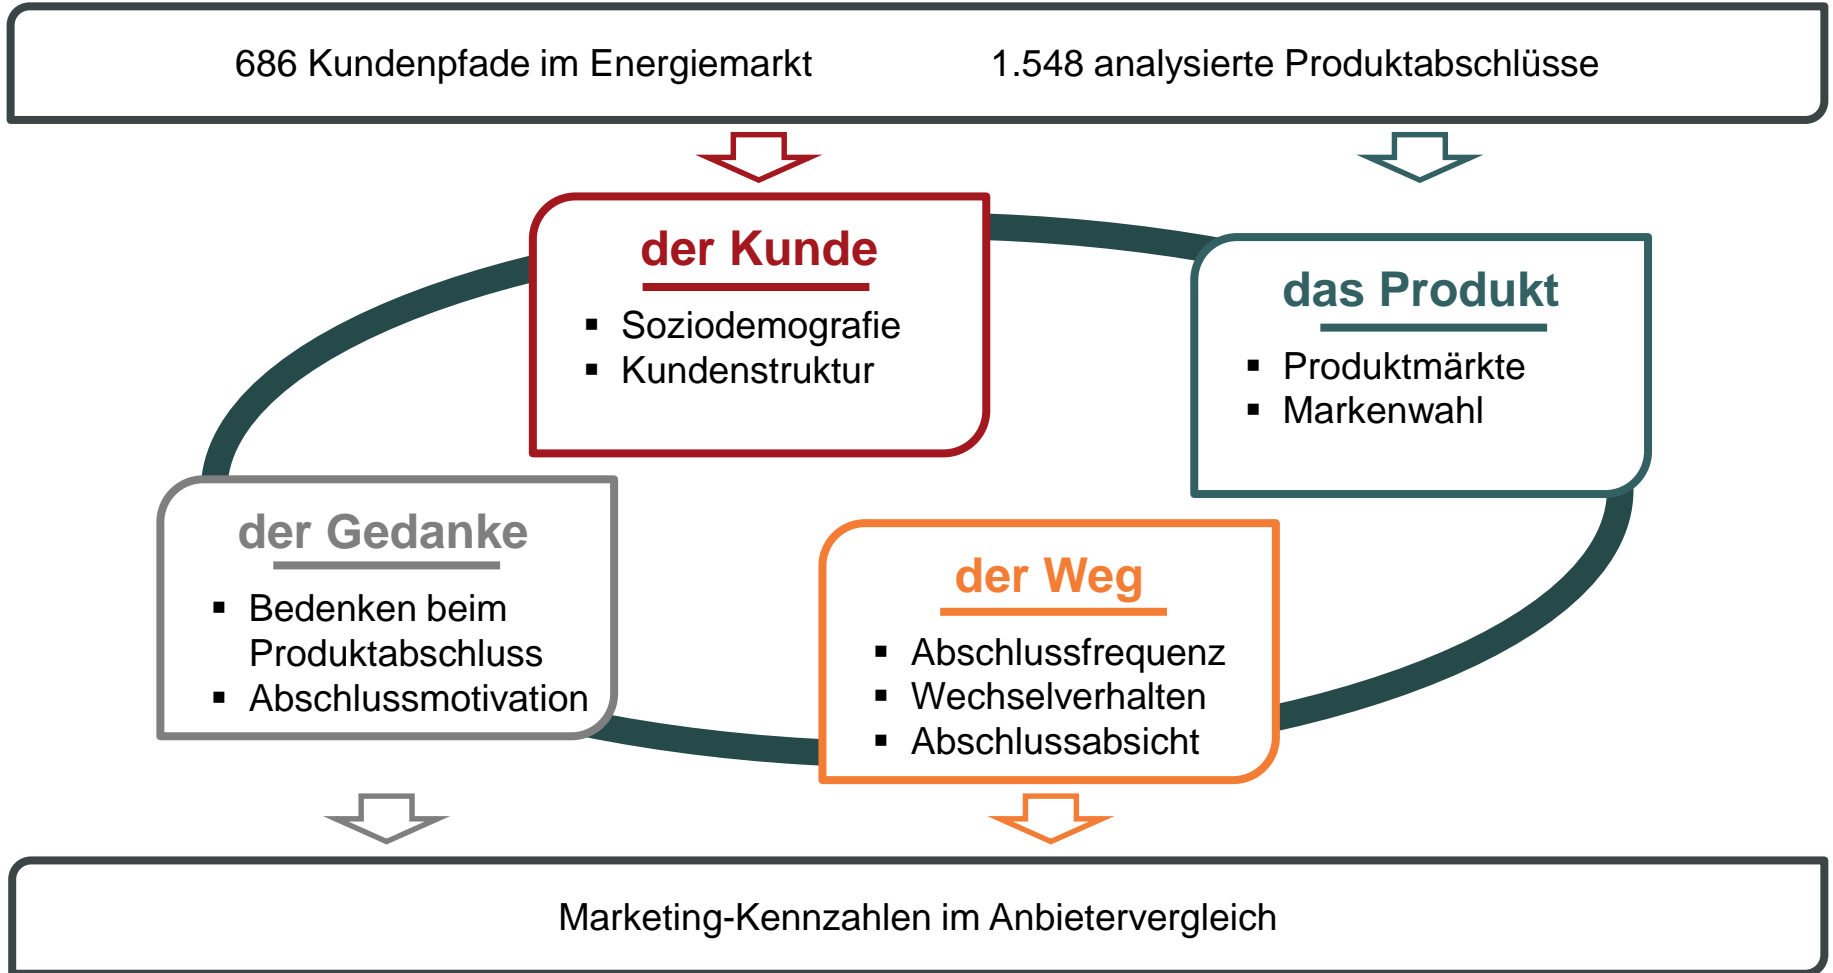 686 Kundenpfade im Energiemarkt
1.548 analysierte Produktabschlüsse
der Kunde
▪ Soziodemografie
▪ Kundenstruktur
das Produkt
▪ Produktmärkte
▪ Markenwahl
der Gedanke
▪ Bedenken beim
Produktabschluss
▪ Abschlussmotivation
der Weg
▪ Abschlussfrequenz
▪ Wechselverhalten
▪ Abschlussabsicht
Marketing-Kennzahlen im Anbietervergleich